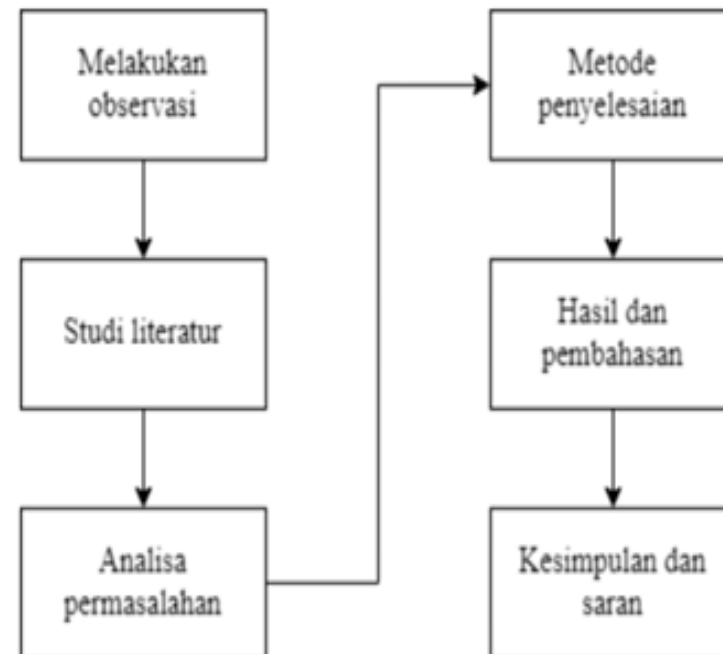 Melakukan
observasi
Studi literatur
Analisa
permasalahan
Metode
penyelesaian
Hasil dan
pembahasan
Kesimpulan dan
saran